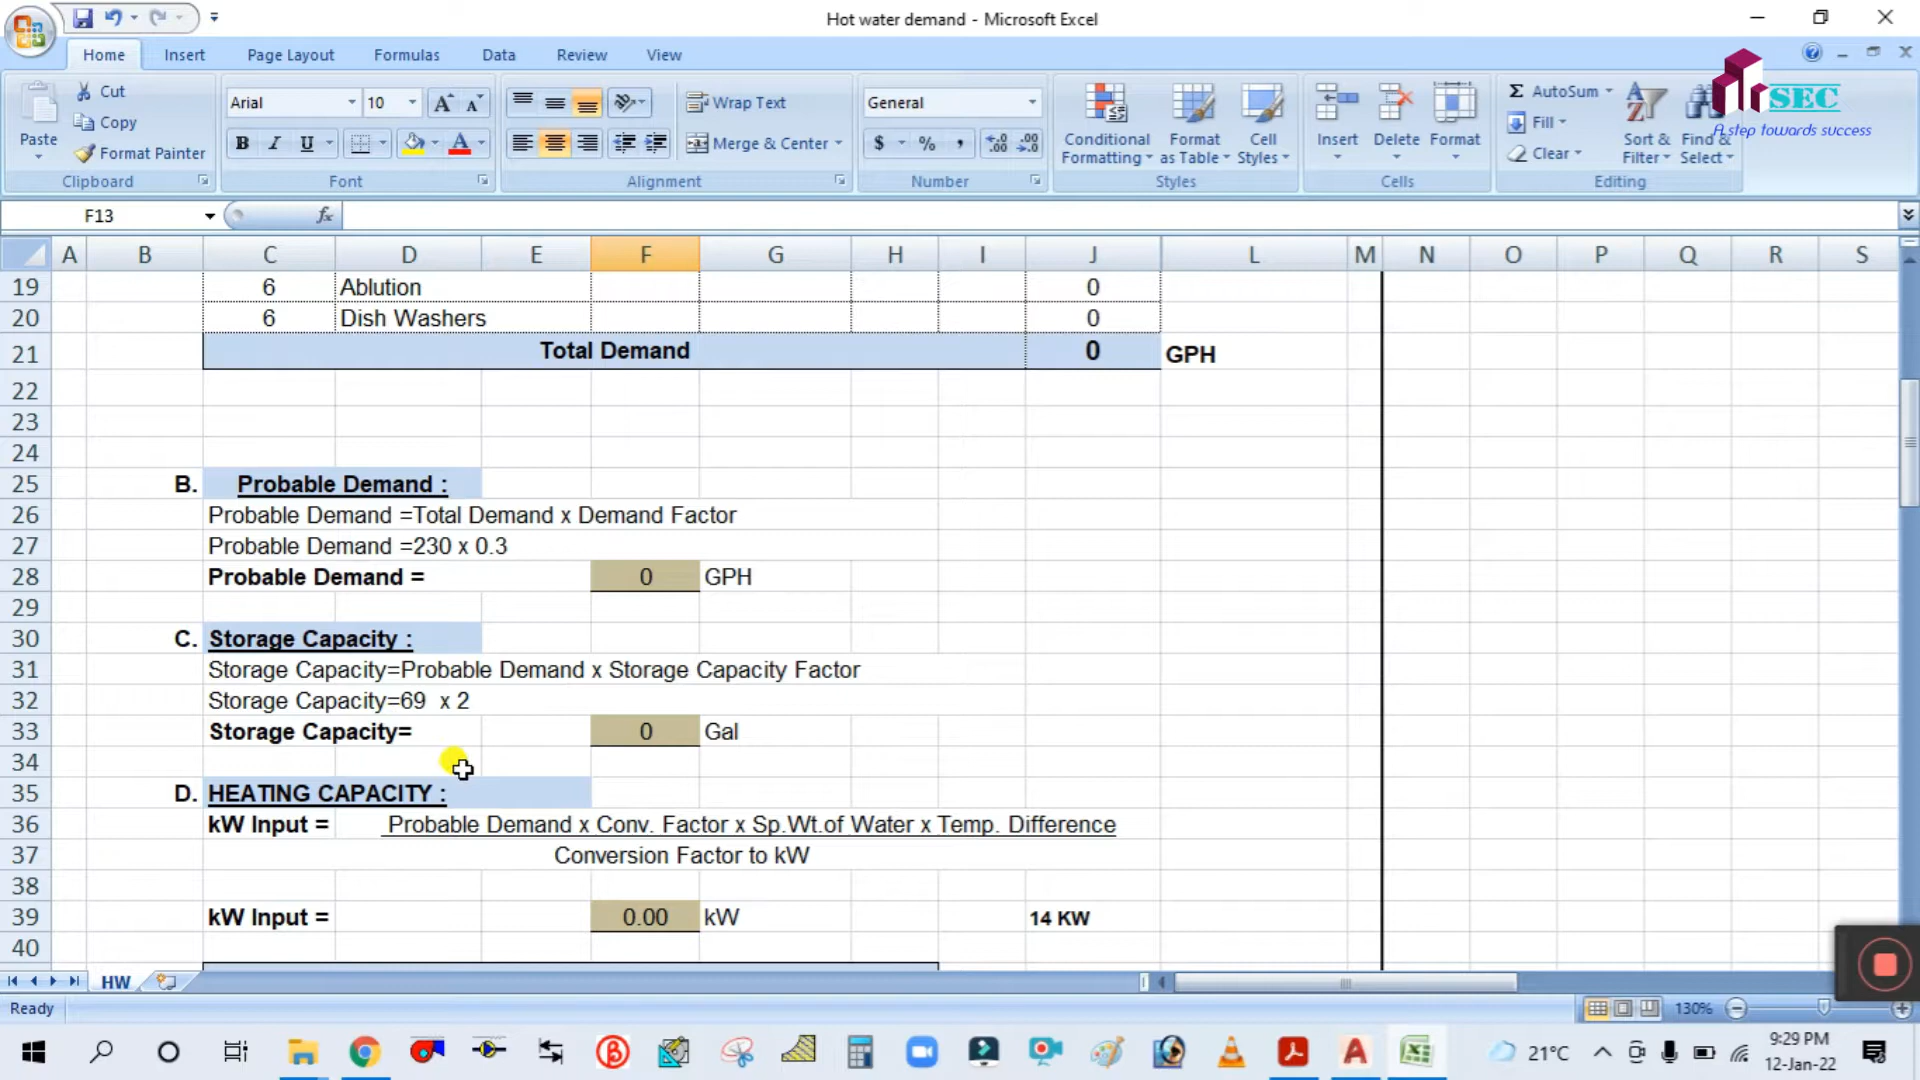 Hot water demand - Microsoft Excel
Home Insert Page Layout Formulas Data Review View
Cut
Copy
Format Painter
Paste
Clipboard
Arial 10
Font
Wrap Text
Merge & Center
Alignment
General
$ % ,
Number
Conditional Formatting
Format as Table
Cell Styles
Styles
Insert
Delete
Format
Cells
AutoSum
Fill
Clear
Sort & Filter
Find & Select
Editing
SEC
A step towards success
F13 fx
A B C D E F G H I J L M N O P Q R S
19 6 Ablution 0
20 6 Dish Washers 0
21 Total Demand 0 GPH
22
23
24
25 B. Probable Demand :
26 Probable Demand =Total Demand x Demand Factor
27 Probable Demand =230 x 0.3
28 Probable Demand = 0 GPH
29
30 C. Storage Capacity :
31 Storage Capacity=Probable Demand x Storage Capacity Factor
32 Storage Capacity=69 x 2
33 Storage Capacity= 0 Gal
34
35 D. HEATING CAPACITY :
36 kW Input = Probable Demand x Conv. Factor x Sp.Wt.of Water x Temp. Difference
37 Conversion Factor to kW
38
39 kW Input = 0.00 kW 14 KW
40
HW
Ready 130%
21°C
9:29 PM
12-Jan-22